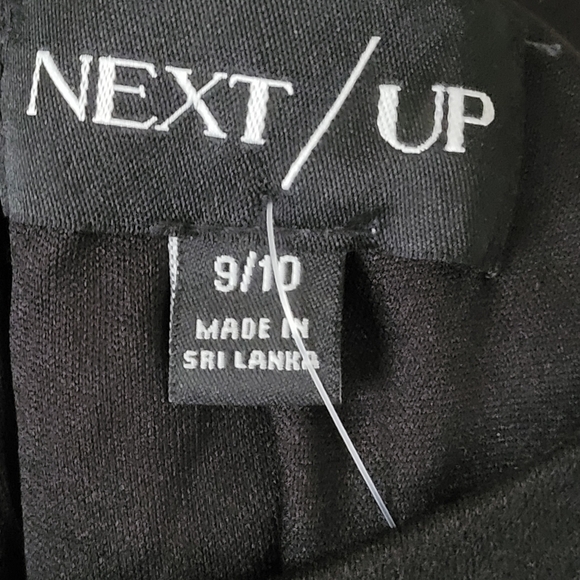 NEXT/UP
9/10
MADE IN
SRI LANKA